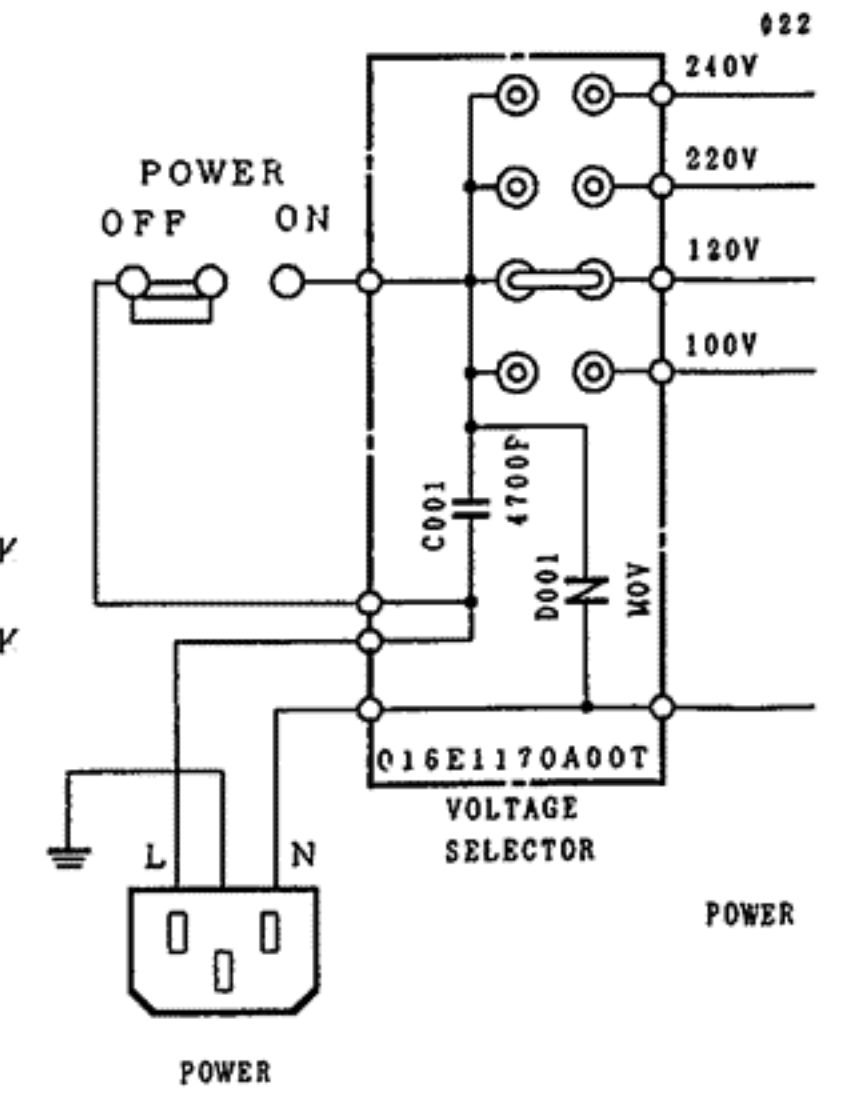 022
240V
POWER
220V
OFF
ON
120V
100V
C001
4700P
D001
MOV
016E1170A00T
VOLTAGE
SELECTOR
L
N
POWER
POWER